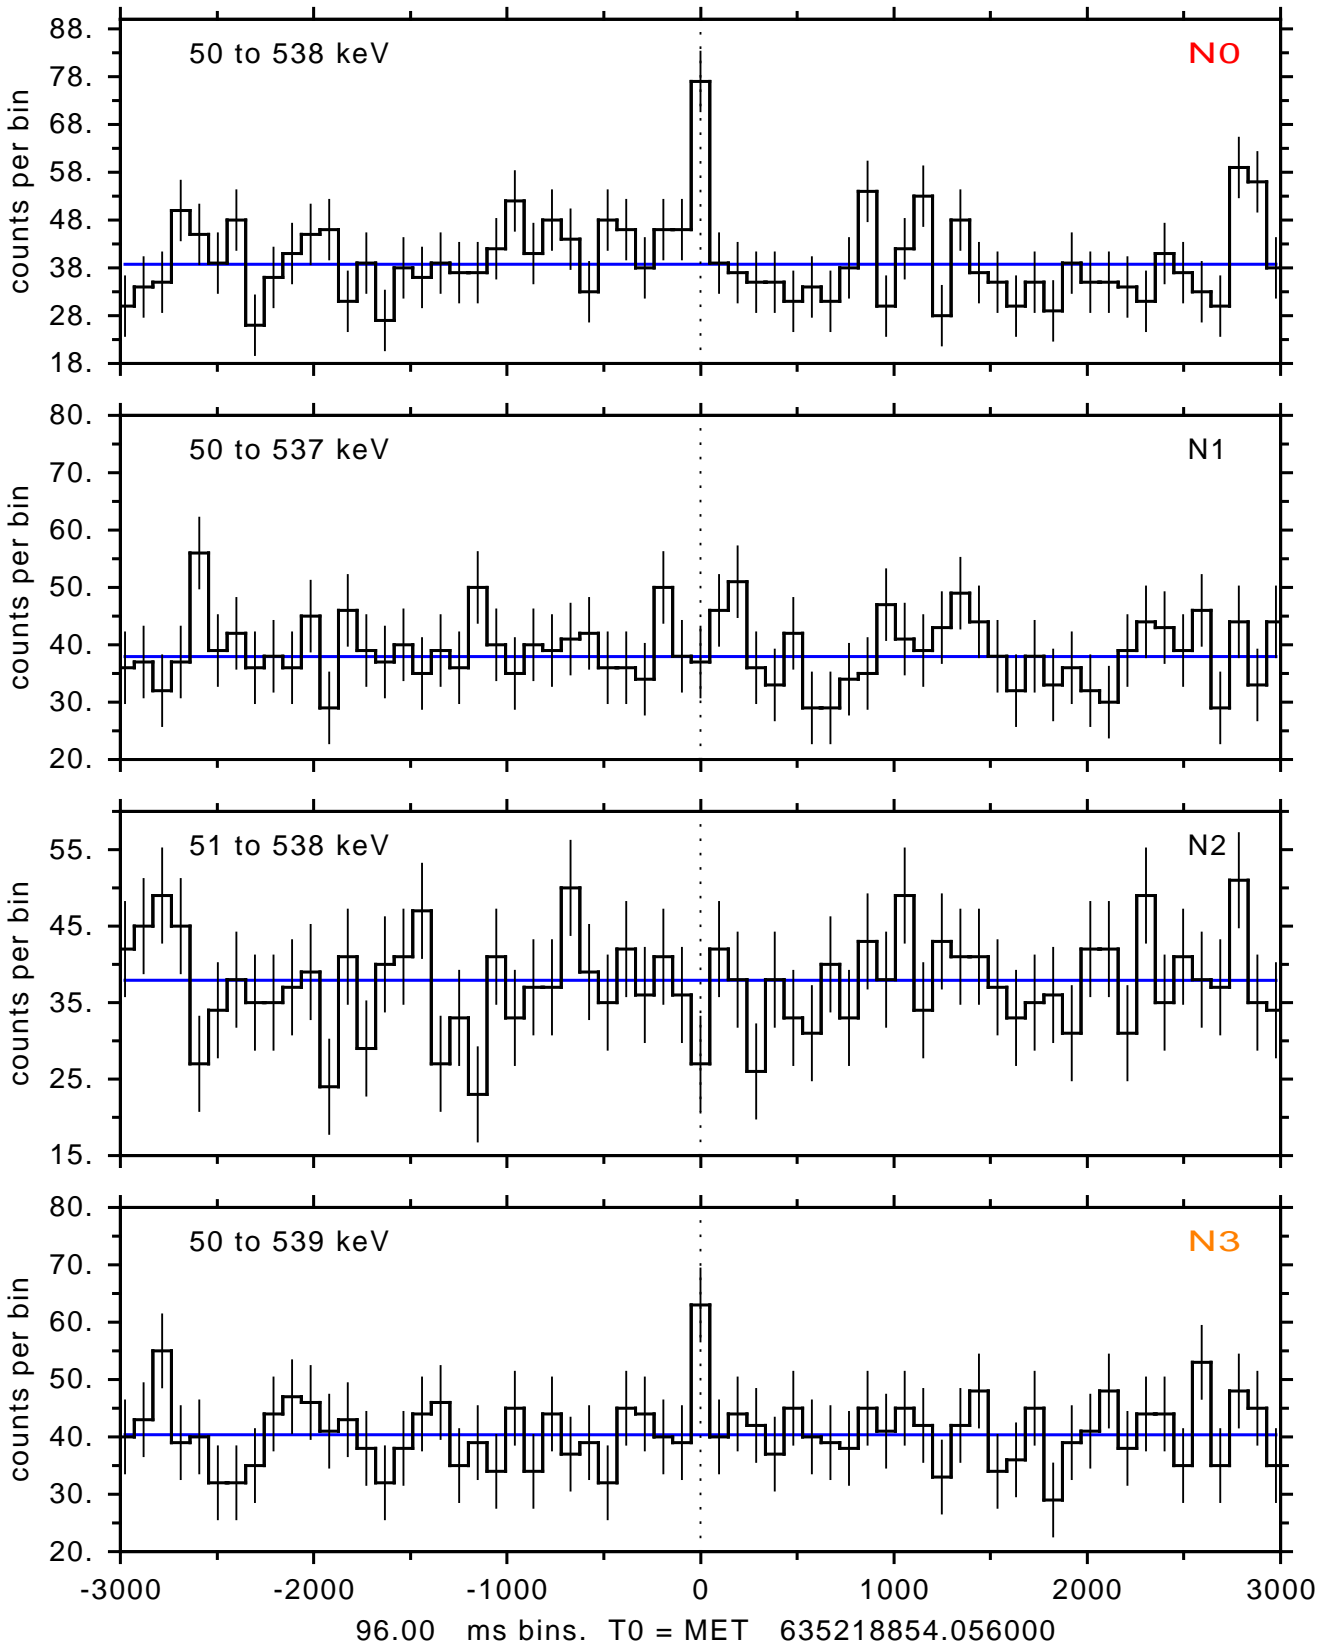 50 to 538 keV N0
counts per bin
88.
78.
68.
58.
48.
38.
28.
18.
50 to 537 keV N1
counts per bin
80.
70.
60.
50.
40.
30.
20.
51 to 538 keV N2
counts per bin
55.
45.
35.
25.
15.
50 to 539 keV N3
counts per bin
80.
70.
60.
50.
40.
30.
20.
-3000 -2000 -1000 0 1000 2000 3000
96.00 ms bins. T0 = MET 635218854.056000